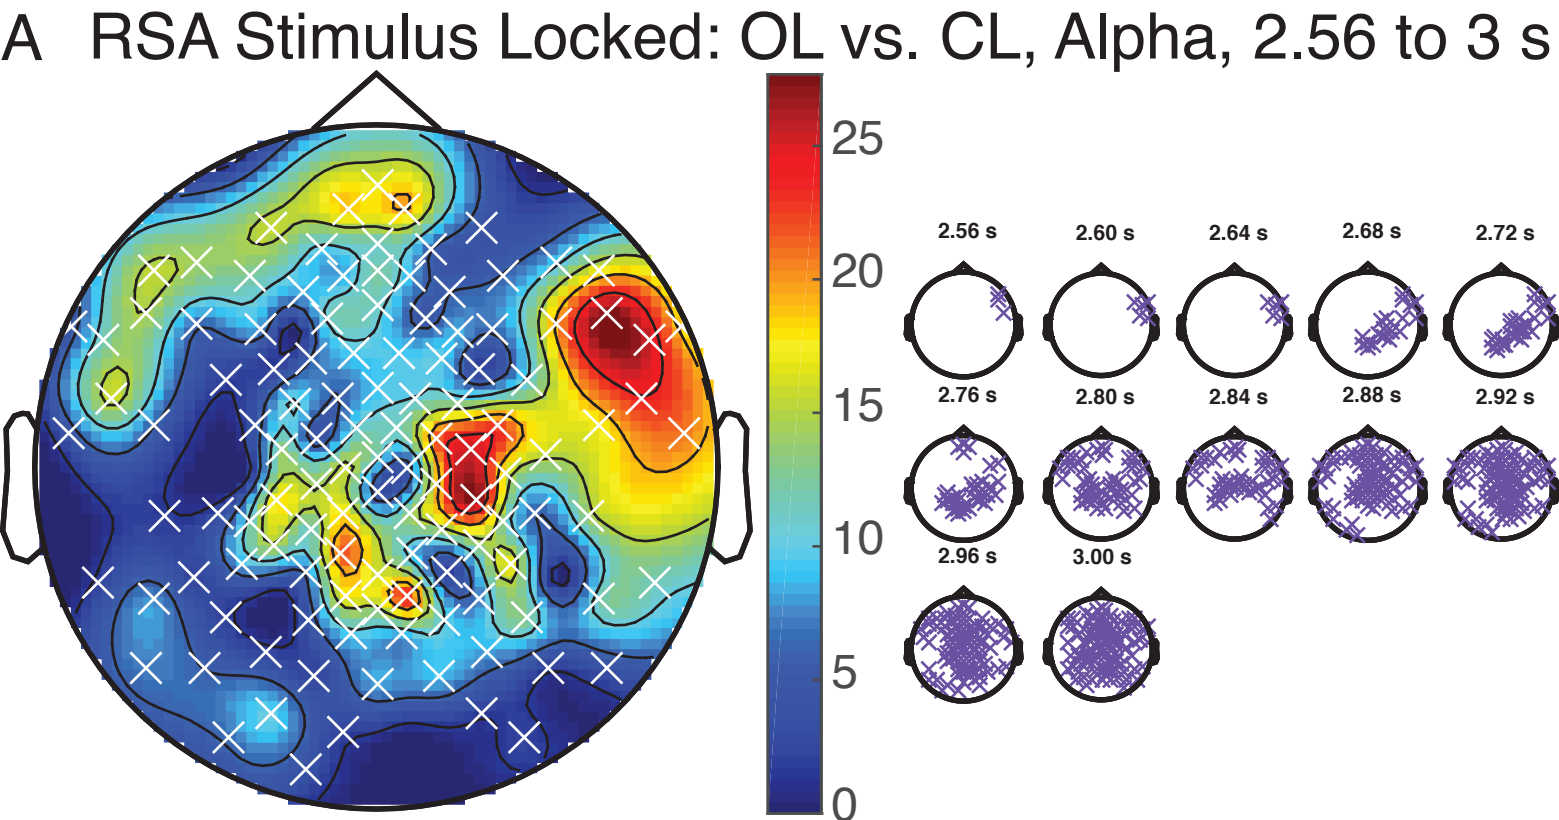 A RSA Stimulus Locked: OL vs. CL, Alpha, 2.56 to 3 s
25
20
15
10
5
0
2.56 s 2.60 s 2.64 s 2.68 s 2.72 s
2.76 s 2.80 s 2.84 s 2.88 s 2.92 s
2.96 s 3.00 s